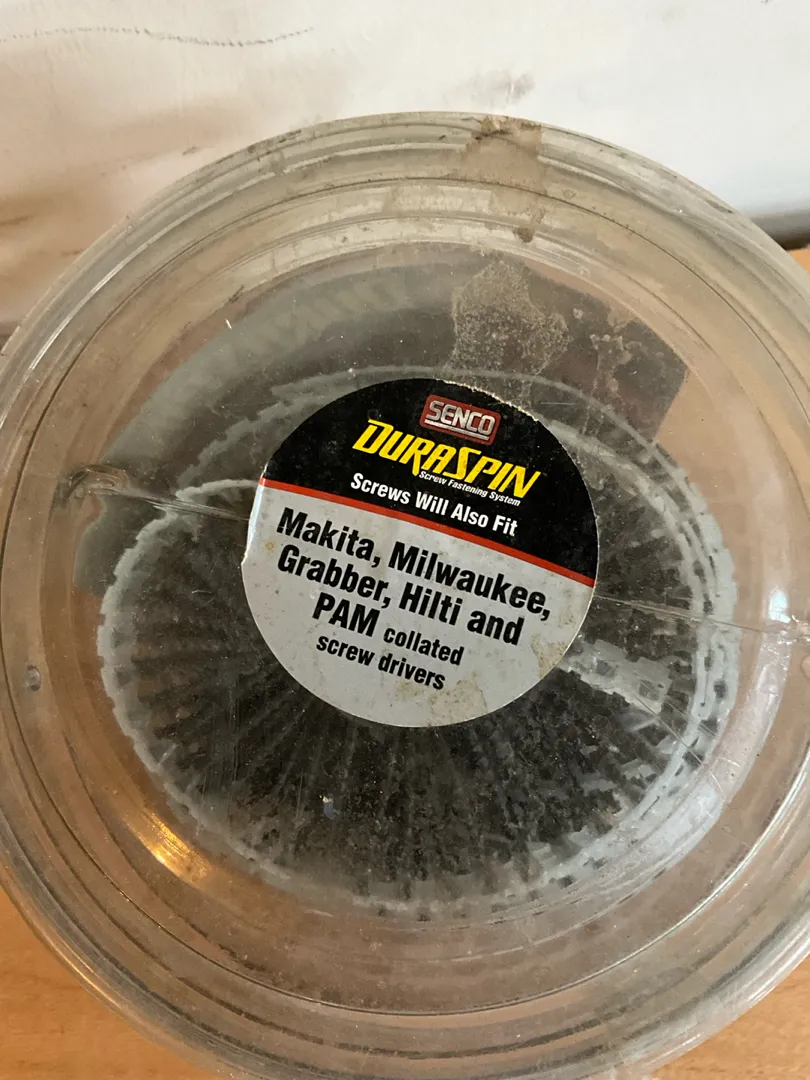 SENCO
DURASPIN
Screw Fastening System
Screws Will Also Fit
Makita, Milwaukee,
Grabber, Hilti and
PAM collated
screw drivers